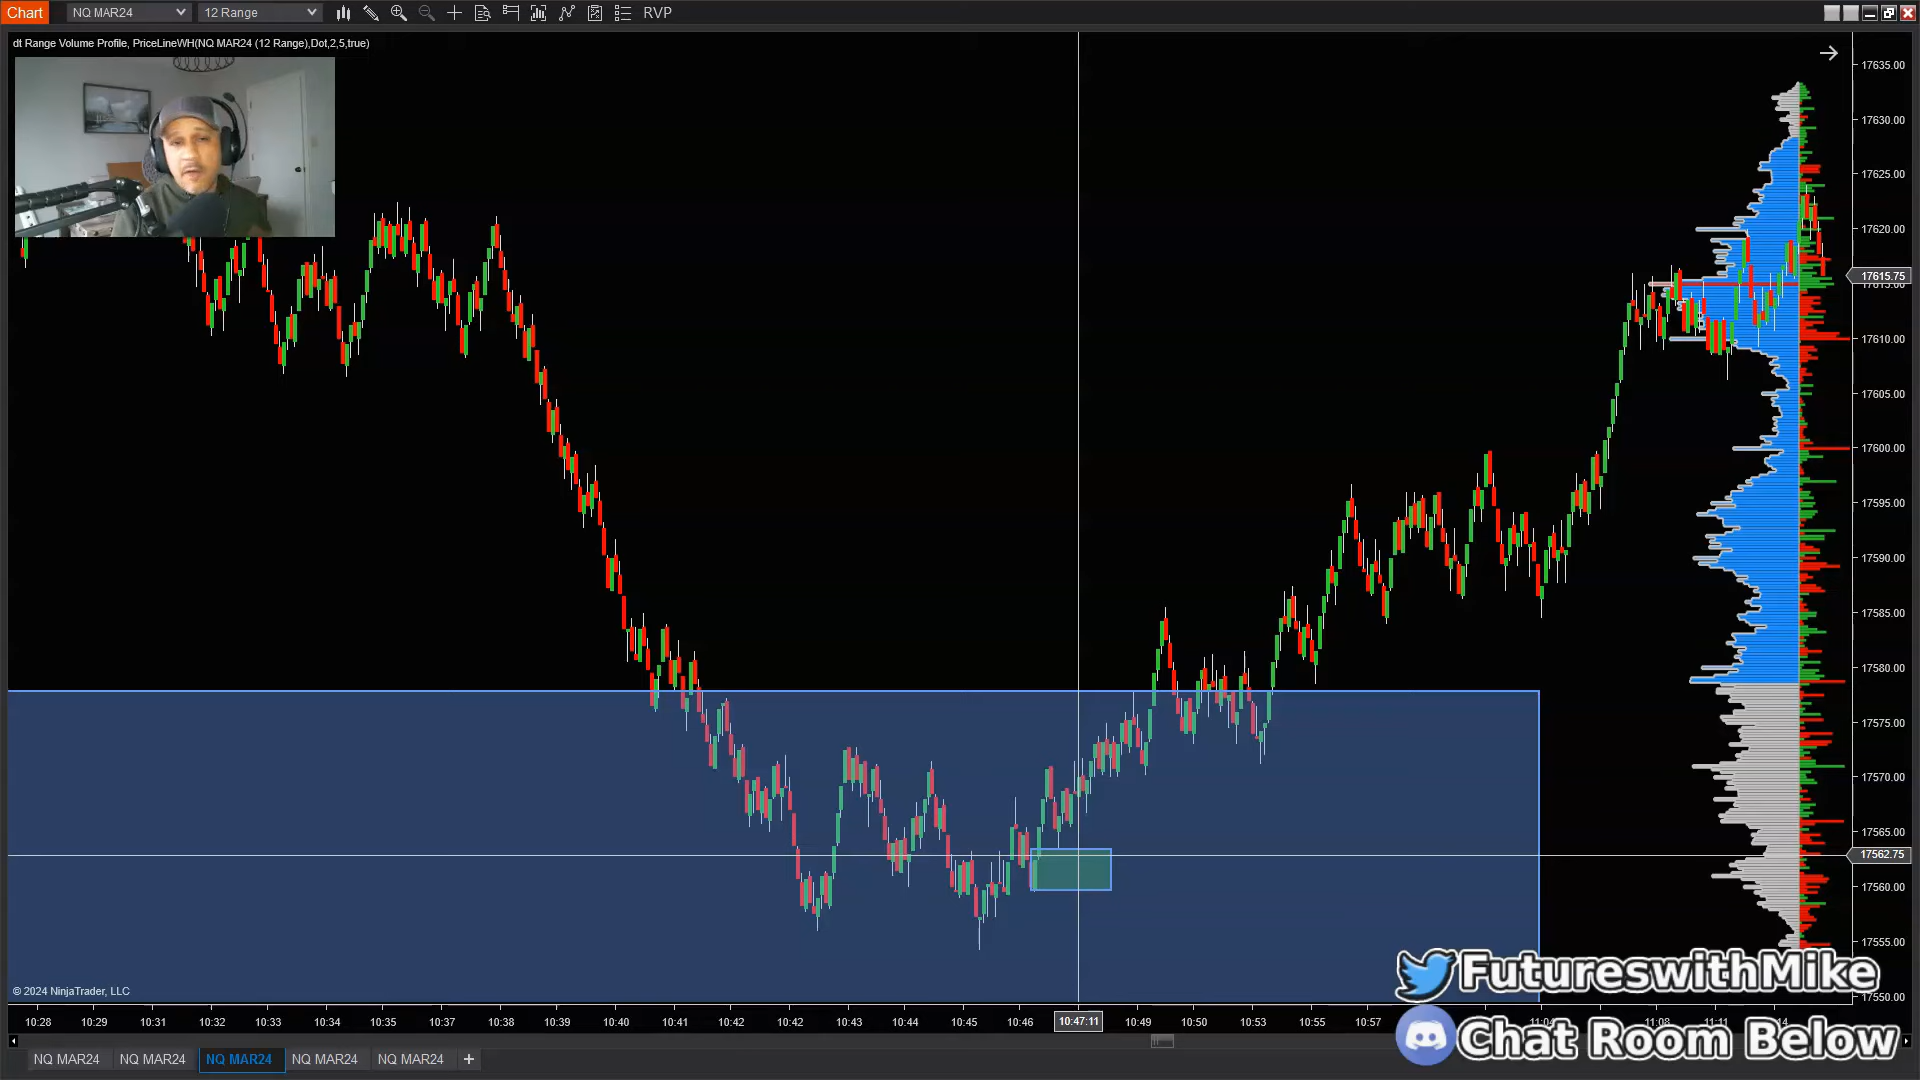 Chart NQ MAR24 12 Range RVP
dt Range Volume Profile, PriceLineWH(NQ MAR24 (12 Range),Dot,2,5,true)
17635.00
17630.00
17625.00
17620.00
17615.75
17615.00
17610.00
17605.00
17600.00
17595.00
17590.00
17585.00
17580.00
17575.00
17570.00
17565.00
17562.75
17560.00
17555.00
17550.00
FutureswithMike
© 2024 NinjaTrader, LLC
10:28 10:29 10:31 10:32 10:33 10:34 10:35 10:37 10:38 10:39 10:40 10:41 10:42 10:42 10:43 10:44 10:45 10:46 10:47:11 10:49 10:50 10:53 10:55 10:57
Chat Room Below
NQ MAR24 NQ MAR24 NQ MAR24 NQ MAR24 NQ MAR24 +